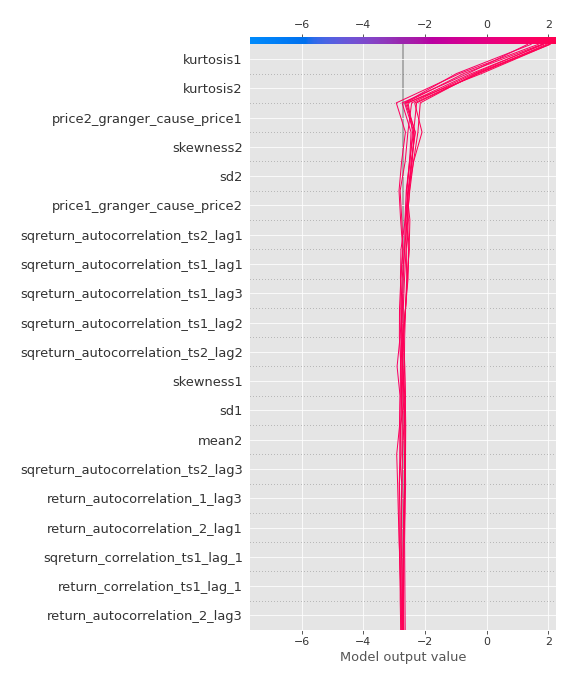 −6 −4 −2 0 2
kurtosis1
kurtosis2
price2_granger_cause_price1
skewness2
sd2
price1_granger_cause_price2
sqreturn_autocorrelation_ts2_lag1
sqreturn_autocorrelation_ts1_lag1
sqreturn_autocorrelation_ts1_lag3
sqreturn_autocorrelation_ts1_lag2
sqreturn_autocorrelation_ts2_lag2
skewness1
sd1
mean2
sqreturn_autocorrelation_ts2_lag3
return_autocorrelation_1_lag3
return_autocorrelation_2_lag1
sqreturn_correlation_ts1_lag_1
return_correlation_ts1_lag_1
return_autocorrelation_2_lag3
−6 −4 −2 0 2
Model output value